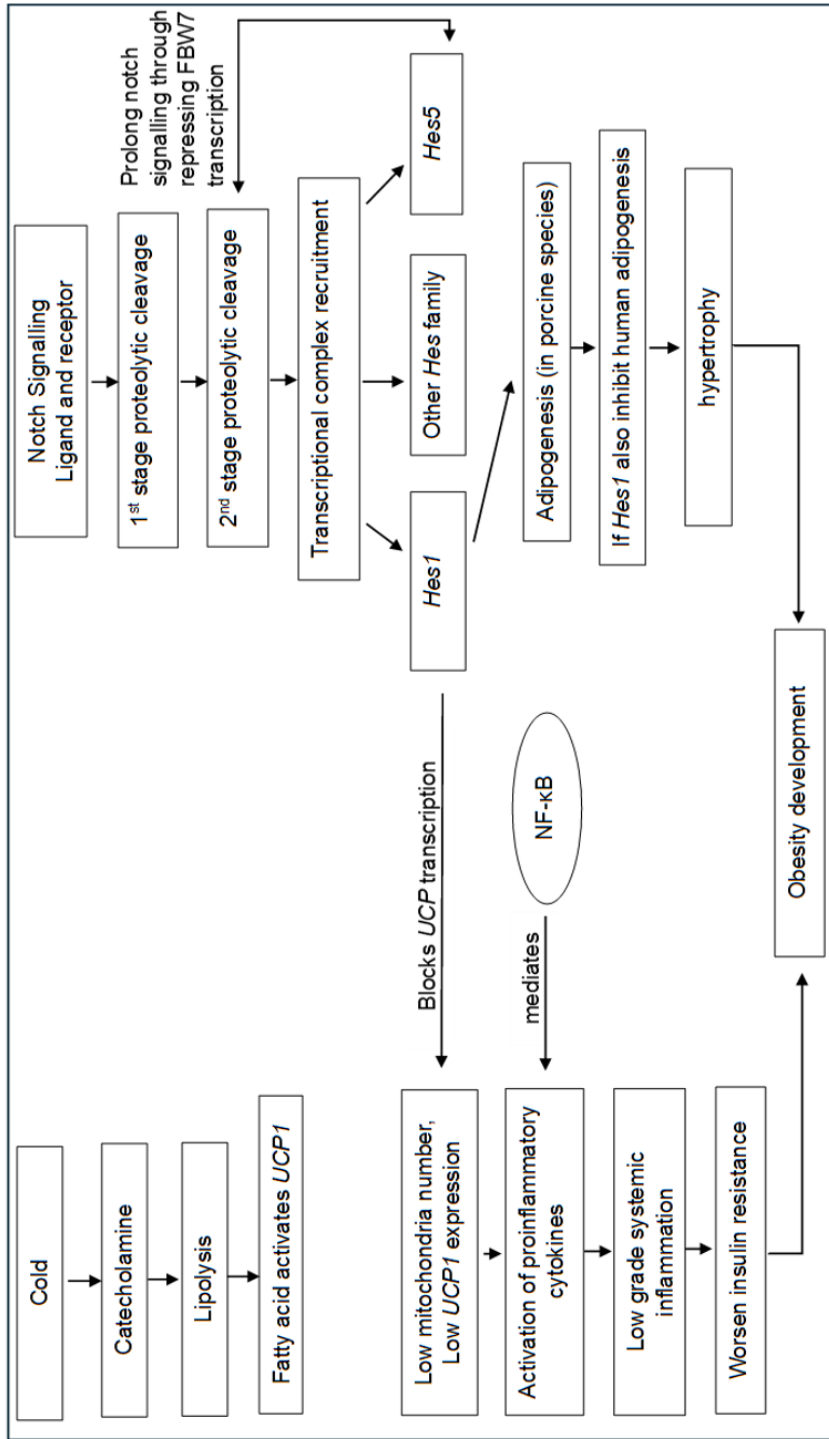 Cold
Catecholamine
Lipolysis
Fatty acid activates UCP1
Low mitochondria number,
Low UCP1 expression
Activation of proinflammatory
cytokines
Low grade systemic
inflammation
Worsen insulin resistance
Blocks UCP transcription
mediates
NF-κB
Obesity development
Notch Signalling
Ligand and receptor
1st stage proteolytic cleavage
2nd stage proteolytic cleavage
Prolong notch
signalling through
repressing FBW7
transcription
Transcriptional complex recruitment
Hes1
Other Hes family
Hes5
Adipogenesis (in porcine species)
If Hes1 also inhibit human adipogenesis
hypertrophy